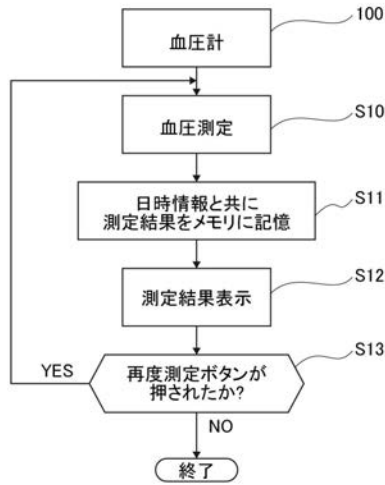 100
血圧計
血圧測定
S10
日時情報と共に
測定結果をメモリに記憶
S11
測定結果表示
S12
再度測定ボタンが
押されたか?
S13
YES
NO
終了